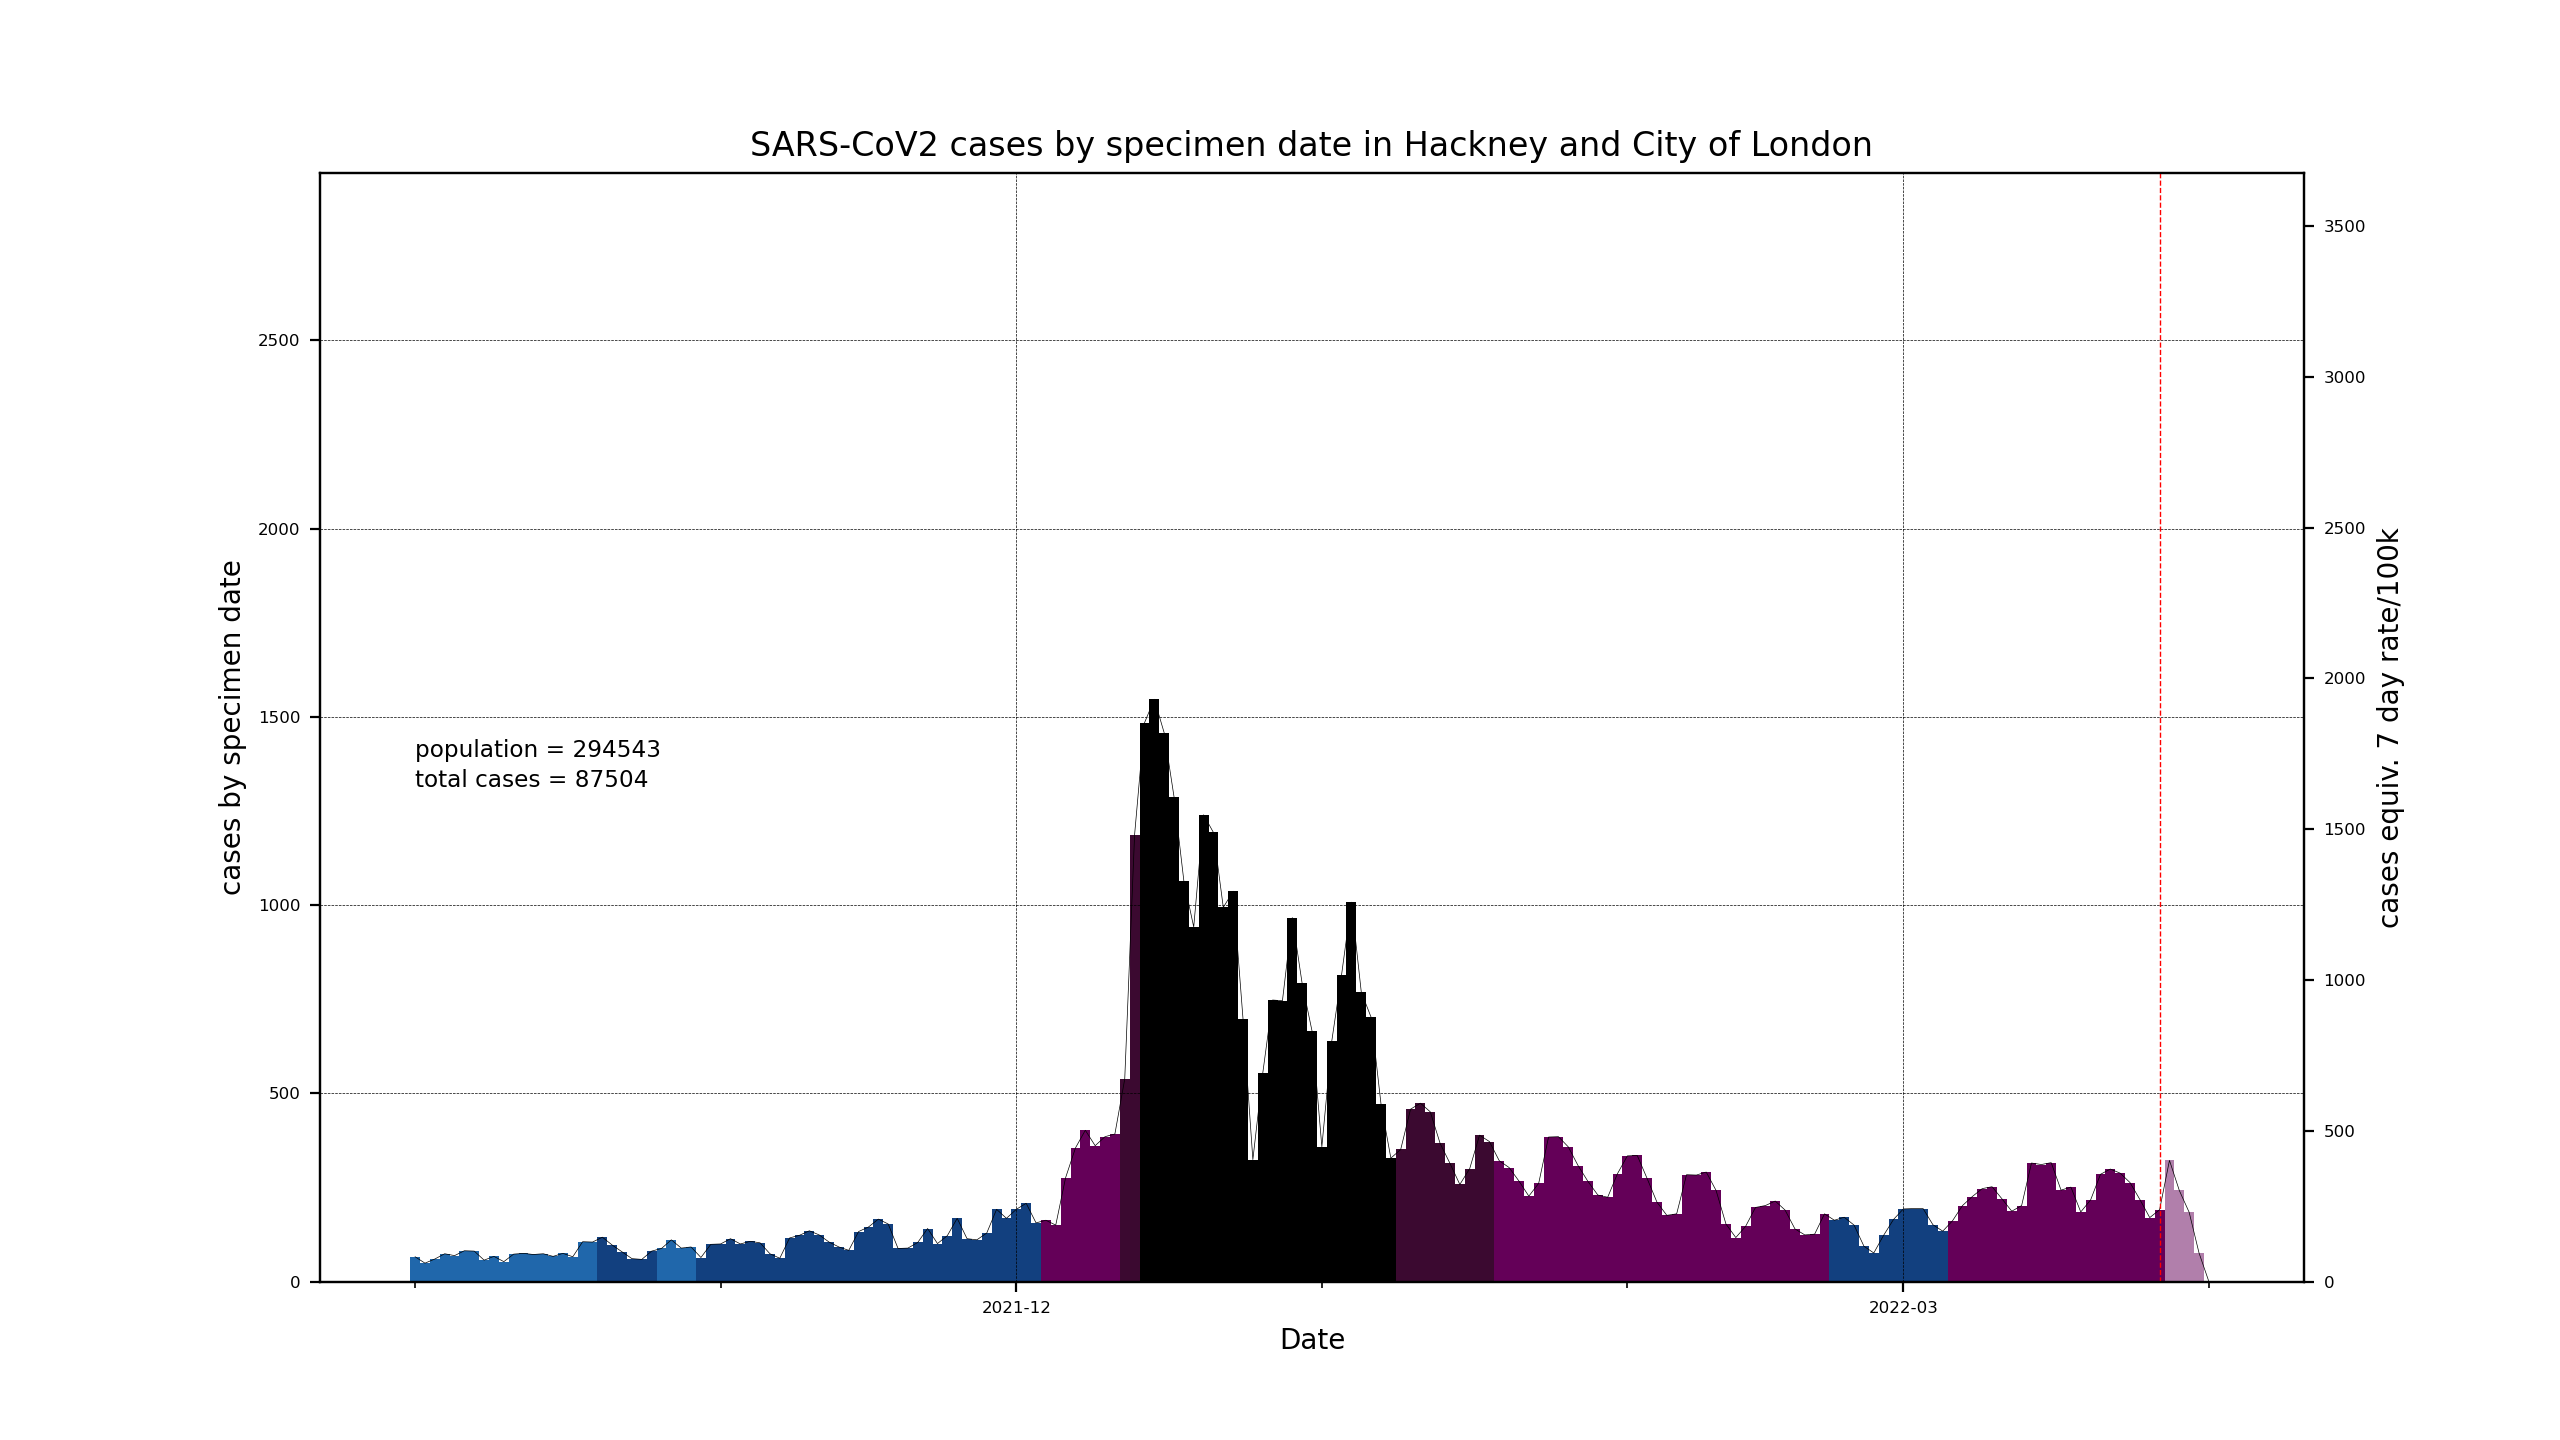 SARS-CoV2 cases by specimen date in Hackney and City of London
cases by specimen date
2500
2000
1500
1000
500
0
population = 294543
total cases = 87504
3500
3000
2500
2000
1500
1000
500
0
cases equiv. 7 day rate/100k
2021-12
2022-03
Date